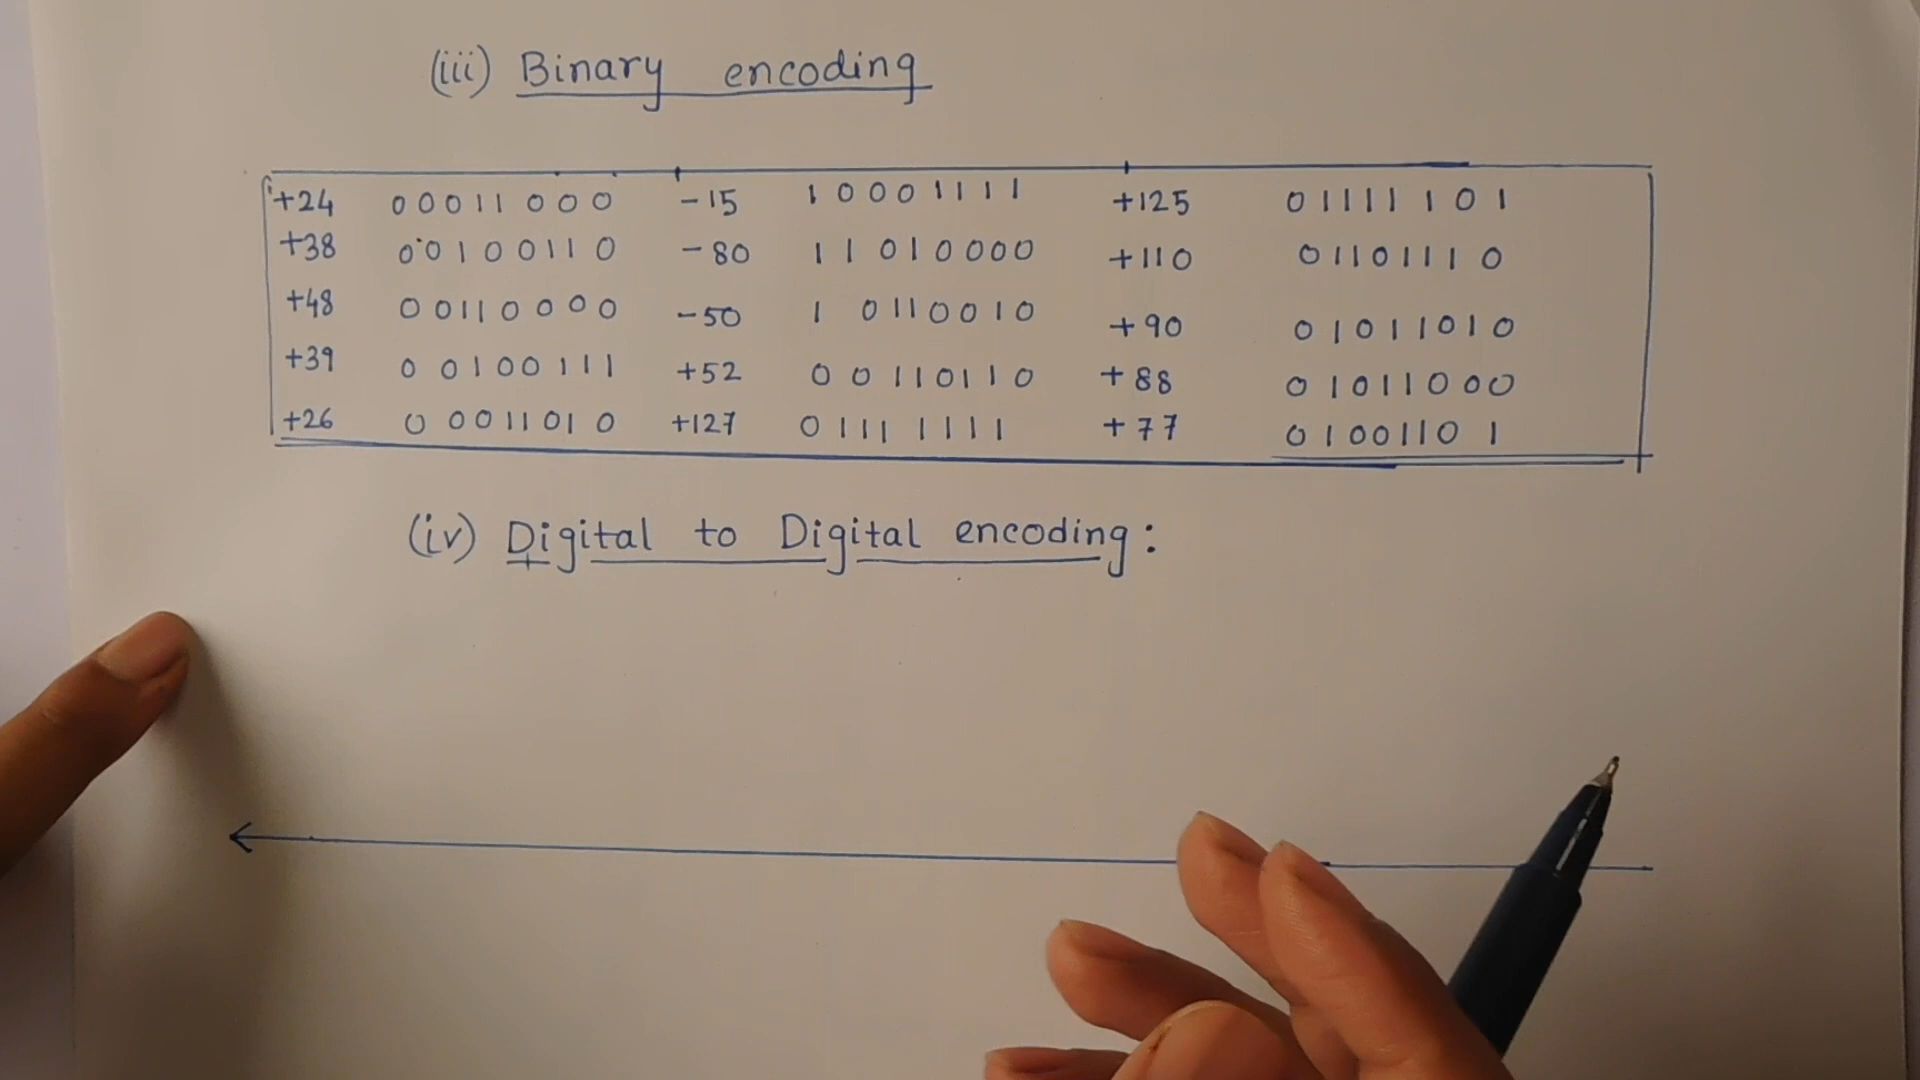 (iii) Binary encoding
+24 00011000 -15 10001111 +125 01111101
+38 00100110 -80 11010000 +110 01101110
+48 00110000 -50 10110010 +90 01011010
+39 00100111 +52 00110110 +88 01011000
+26 00011010 +127 01111111 +77 01001101
(iv) Digital to Digital encoding: